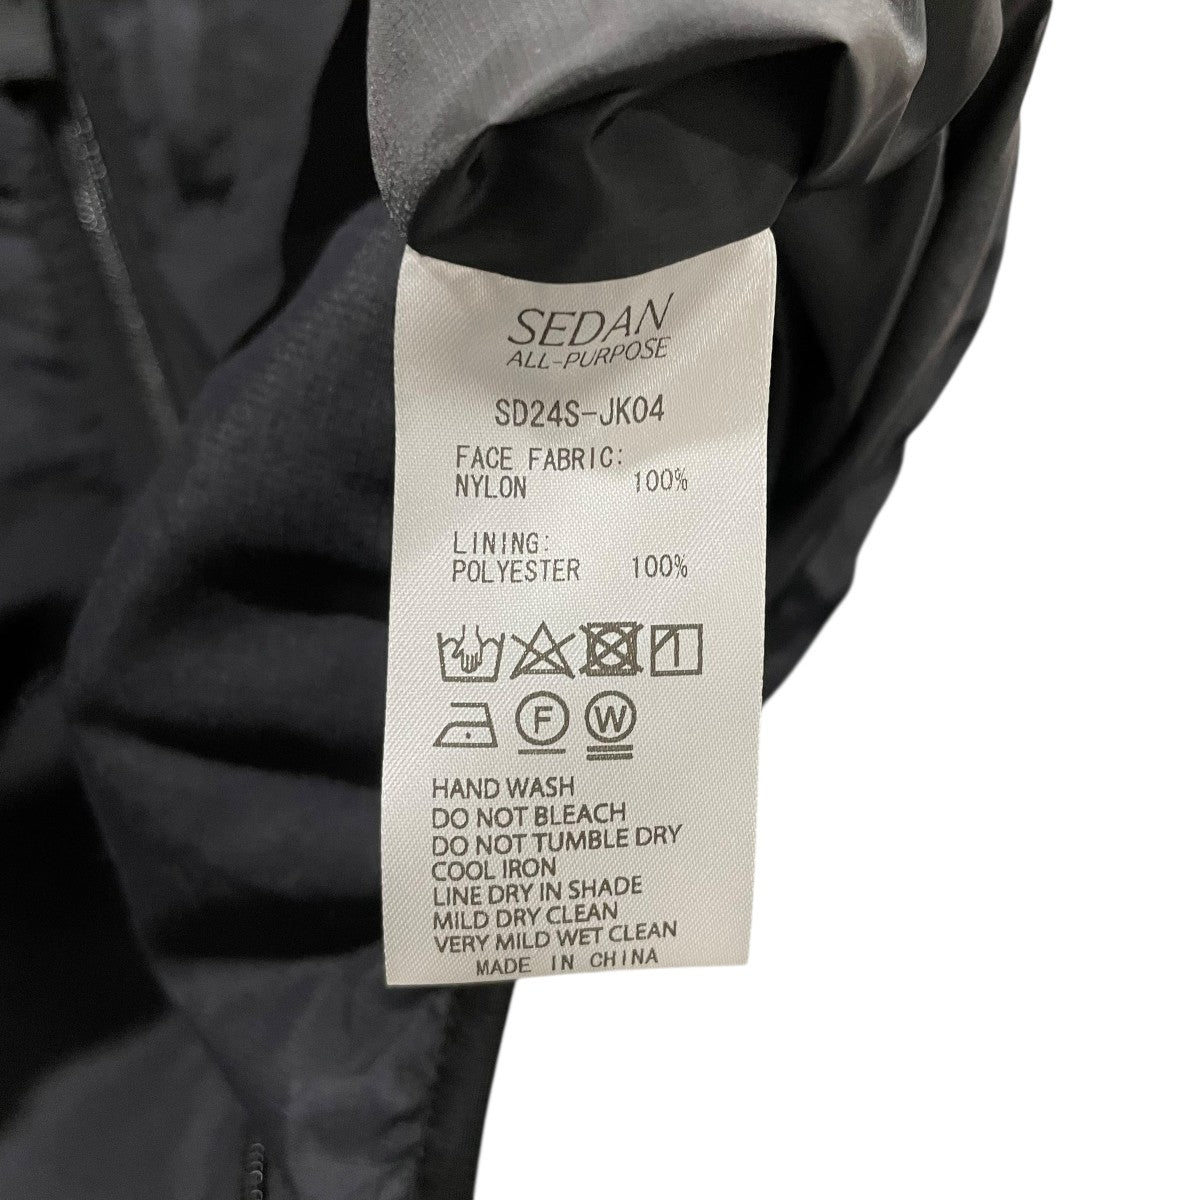 SEDAN
ALL-PURPOSE
SD24S-JK04
FACE FABRIC:
NYLON 100%
LINING:
POLYESTER 100%
F W
HAND WASH
DO NOT BLEACH
DO NOT TUMBLE DRY
COOL IRON
LINE DRY IN SHADE
MILD DRY CLEAN
VERY MILD WET CLEAN
MADE IN CHINA